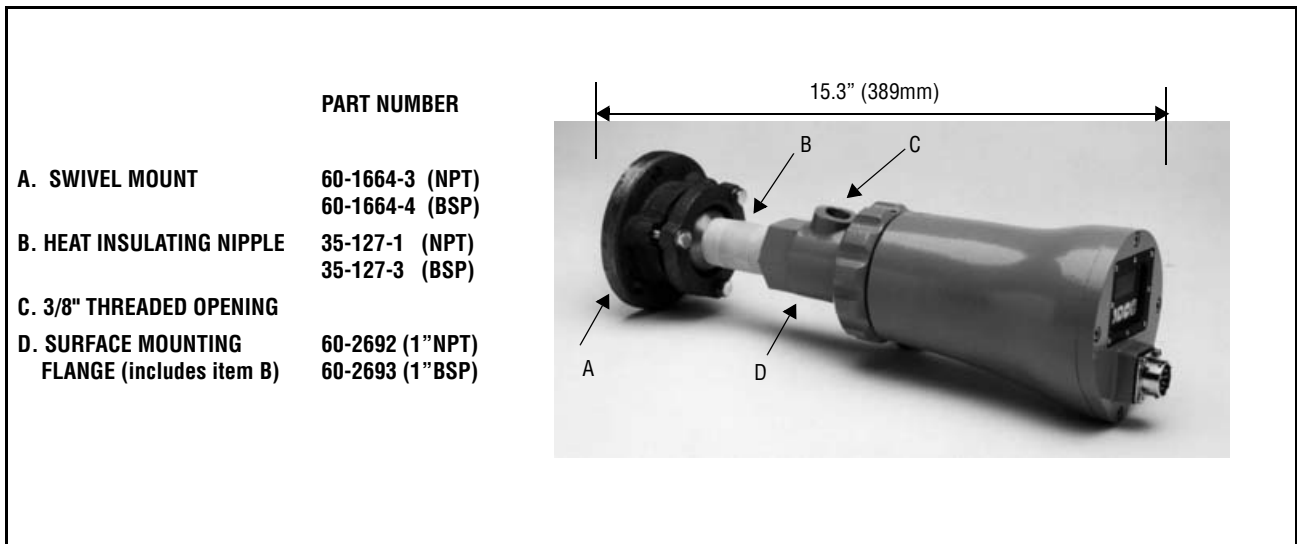 PART NUMBER
A. SWIVEL MOUNT 60-1664-3 (NPT)
60-1664-4 (BSP)
B. HEAT INSULATING NIPPLE 35-127-1 (NPT)
35-127-3 (BSP)
C. 3/8" THREADED OPENING
D. SURFACE MOUNTING 60-2692 (1”NPT)
FLANGE (includes item B) 60-2693 (1”BSP)
15.3” (389mm)
B
C
A
D